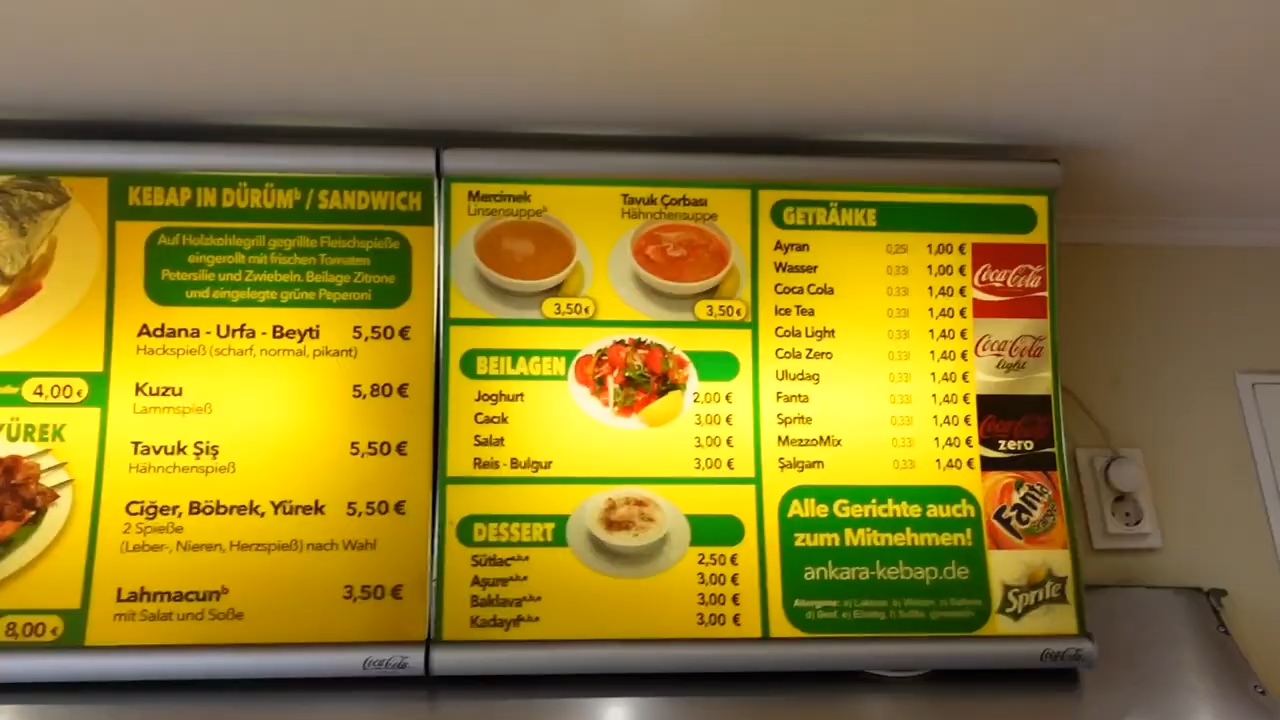 4,00 €
YÜREK
8,00 €
KEBAP IN DÜRÜMᵇ / SANDWICH
Auf Holzkohlegrill gegrillte Fleischspieße
eingerollt mit frischen Tomaten
Petersilie und Zwiebeln. Beilage Zitrone
und eingelegte grüne Peperoni
Adana - Urfa - Beyti 5,50 €
Hackspieß (scharf, normal, pikant)
Kuzu 5,80 €
Lammspieß
Tavuk Şiş 5,50 €
Hähnchenspieß
Ciğer, Böbrek, Yürek 5,50 €
2 Spieße
(Leber-, Nieren, Herzspieß) nach Wahl
Lahmacunᵇ 3,50 €
mit Salat und Soße
Coca-Cola
Mercimek
Linsensuppeᵇ
3,50 €
Tavuk Çorbası
Hähnchensuppe
3,50 €
BEILAGEN
Joghurt 2,00 €
Cacık 3,00 €
Salat 3,00 €
Reis - Bulgur 3,00 €
DESSERT
Sütlac 2,50 €
Aşure 3,00 €
Baklava 3,00 €
Kadayıf 3,00 €
GETRÄNKE
Ayran 0,25l 1,00 €
Wasser 0,33l 1,00 €
Coca Cola 0,33l 1,40 €
Ice Tea 0,33l 1,40 €
Cola Light 0,33l 1,40 €
Cola Zero 0,33l 1,40 €
Uludag 0,33l 1,40 €
Fanta 0,33l 1,40 €
Sprite 0,33l 1,40 €
MezzoMix 0,33l 1,40 €
Şalgam 0,33l 1,40 €
Alle Gerichte auch
zum Mitnehmen!
ankara-kebap.de
Coca-Cola
Coca-Cola
light
Coca-Cola
zero
Fanta
Sprite
Coca-Cola